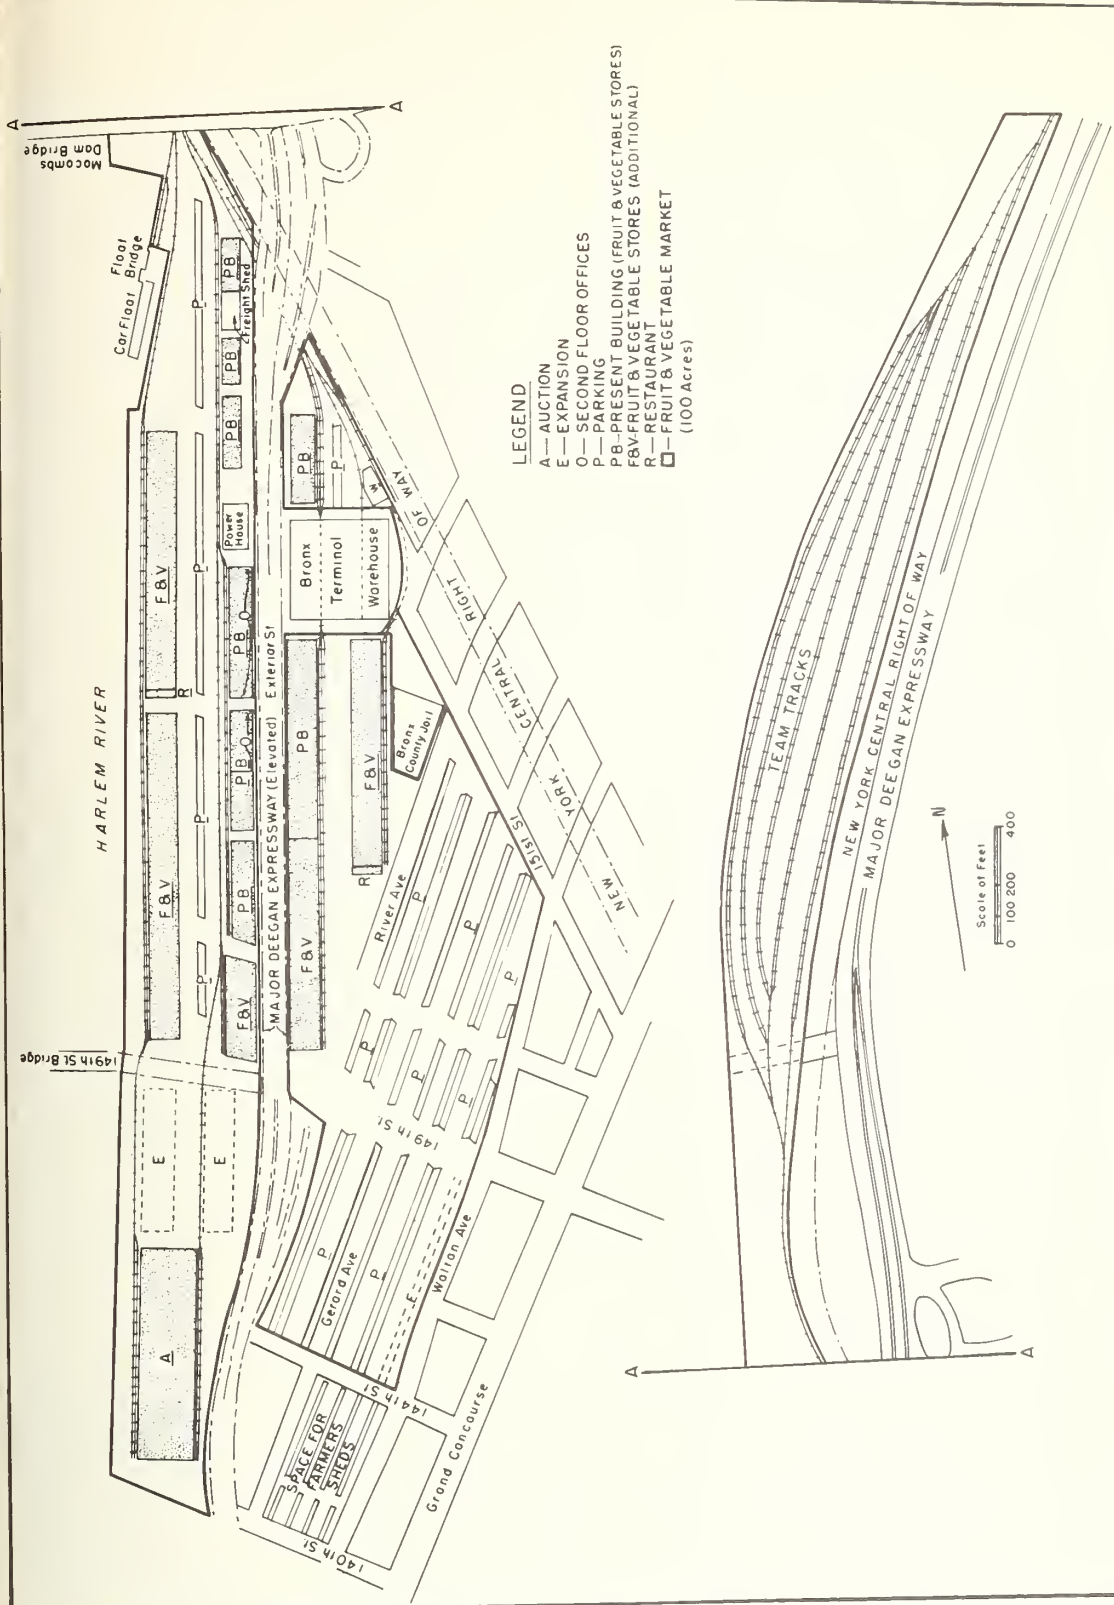 HARLEM RIVER
A
Macombs
Dam Bridge
A
Car Float
Float
Bridge
149th St Bridge
A
E
E
F&V
R
F&V
P
P
P
P
F&V
PB
PB O
PB O
Power
House
PB
PB
Freight Shed
PB
MAJOR DEEGAN EXPRESSWAY (Elevated)
Exterior St
F&V
PB
Bronx
Terminal
Warehouse
PB
P
W
R
F&V
Bronx
County Jail
River Ave
P
P
P
P
P
P
149th St
P
Gerard Ave
P
E
Walton Ave
144th St
SPACE FOR
FARMERS
SHEDS
140th St
Grand Concourse
151st St
NEW YORK CENTRAL RIGHT OF WAY
LEGEND
A—AUCTION
E—EXPANSION
O—SECOND FLOOR OFFICES
P—PARKING
PB—PRESENT BUILDING (FRUIT & VEGETABLE STORES)
F&V-FRUIT & VEGETABLE STORES (ADDITIONAL)
R—RESTAURANT
☐—FRUIT & VEGETABLE MARKET
(100 Acres)
TEAM TRACKS
NEW YORK CENTRAL RIGHT OF WAY
MAJOR DEEGAN EXPRESSWAY
N
Scale of Feet
0 100 200 400
A
A